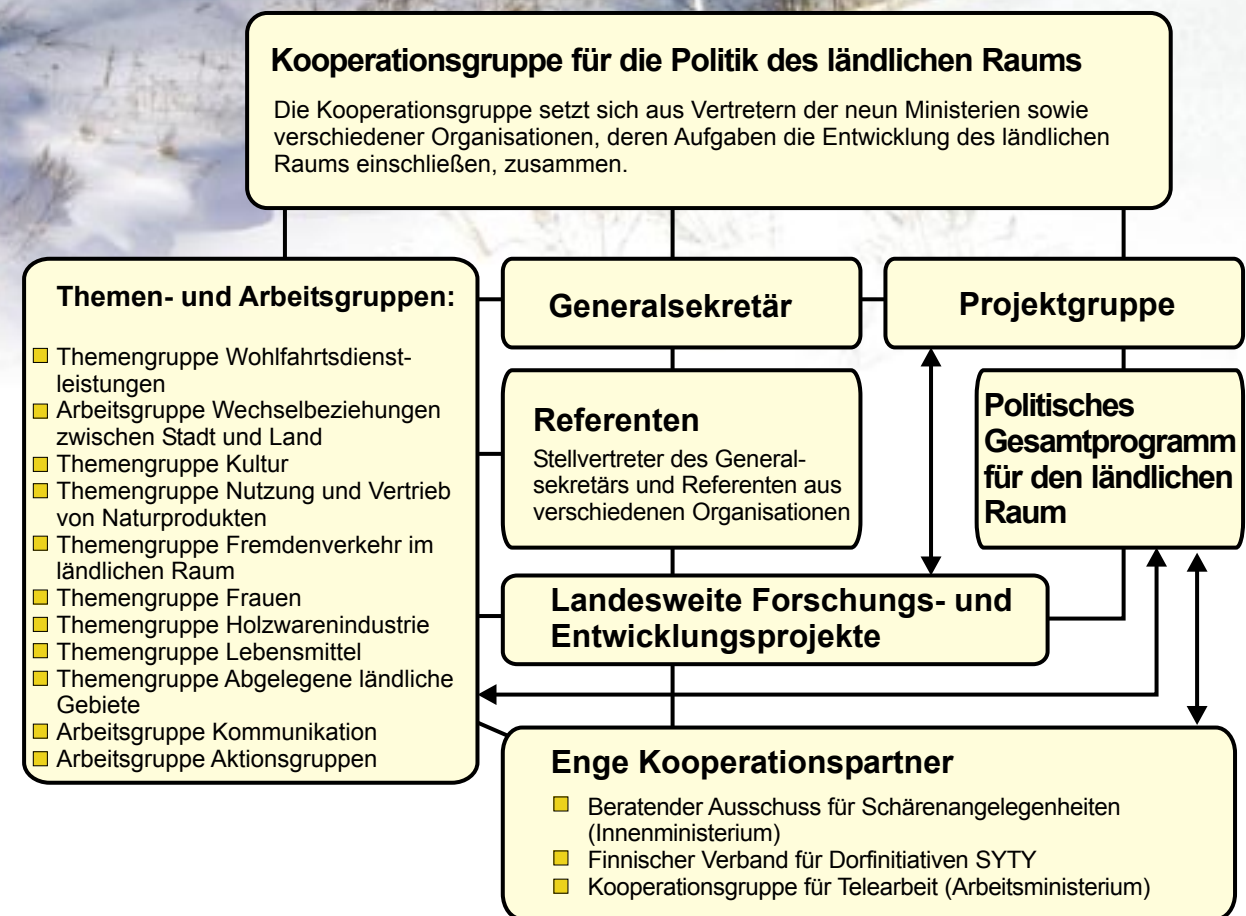 Kooperationsgruppe für die Politik des ländlichen Raums
Die Kooperationsgruppe setzt sich aus Vertretern der neun Ministerien sowie
verschiedener Organisationen, deren Aufgaben die Entwicklung des ländlichen
Raums einschließen, zusammen.
Themen- und Arbeitsgruppen:
Themengruppe Wohlfahrtsdienst-
leistungen
Arbeitsgruppe Wechselbeziehungen
zwischen Stadt und Land
Themengruppe Kultur
Themengruppe Nutzung und Vertrieb
von Naturprodukten
Themengruppe Fremdenverkehr im
ländlichen Raum
Themengruppe Frauen
Themengruppe Holzwarenindustrie
Themengruppe Lebensmittel
Themengruppe Abgelegene ländliche
Gebiete
Arbeitsgruppe Kommunikation
Arbeitsgruppe Aktionsgruppen
Generalsekretär
Projektgruppe
Referenten
Stellvertreter des General-
sekretärs und Referenten aus
verschiedenen Organisationen
Politisches
Gesamtprogramm
für den ländlichen
Raum
Landesweite Forschungs- und
Entwicklungsprojekte
Enge Kooperationspartner
Beratender Ausschuss für Schärenangelegenheiten
(Innenministerium)
Finnischer Verband für Dorfinitiativen SYTY
Kooperationsgruppe für Telearbeit (Arbeitsministerium)